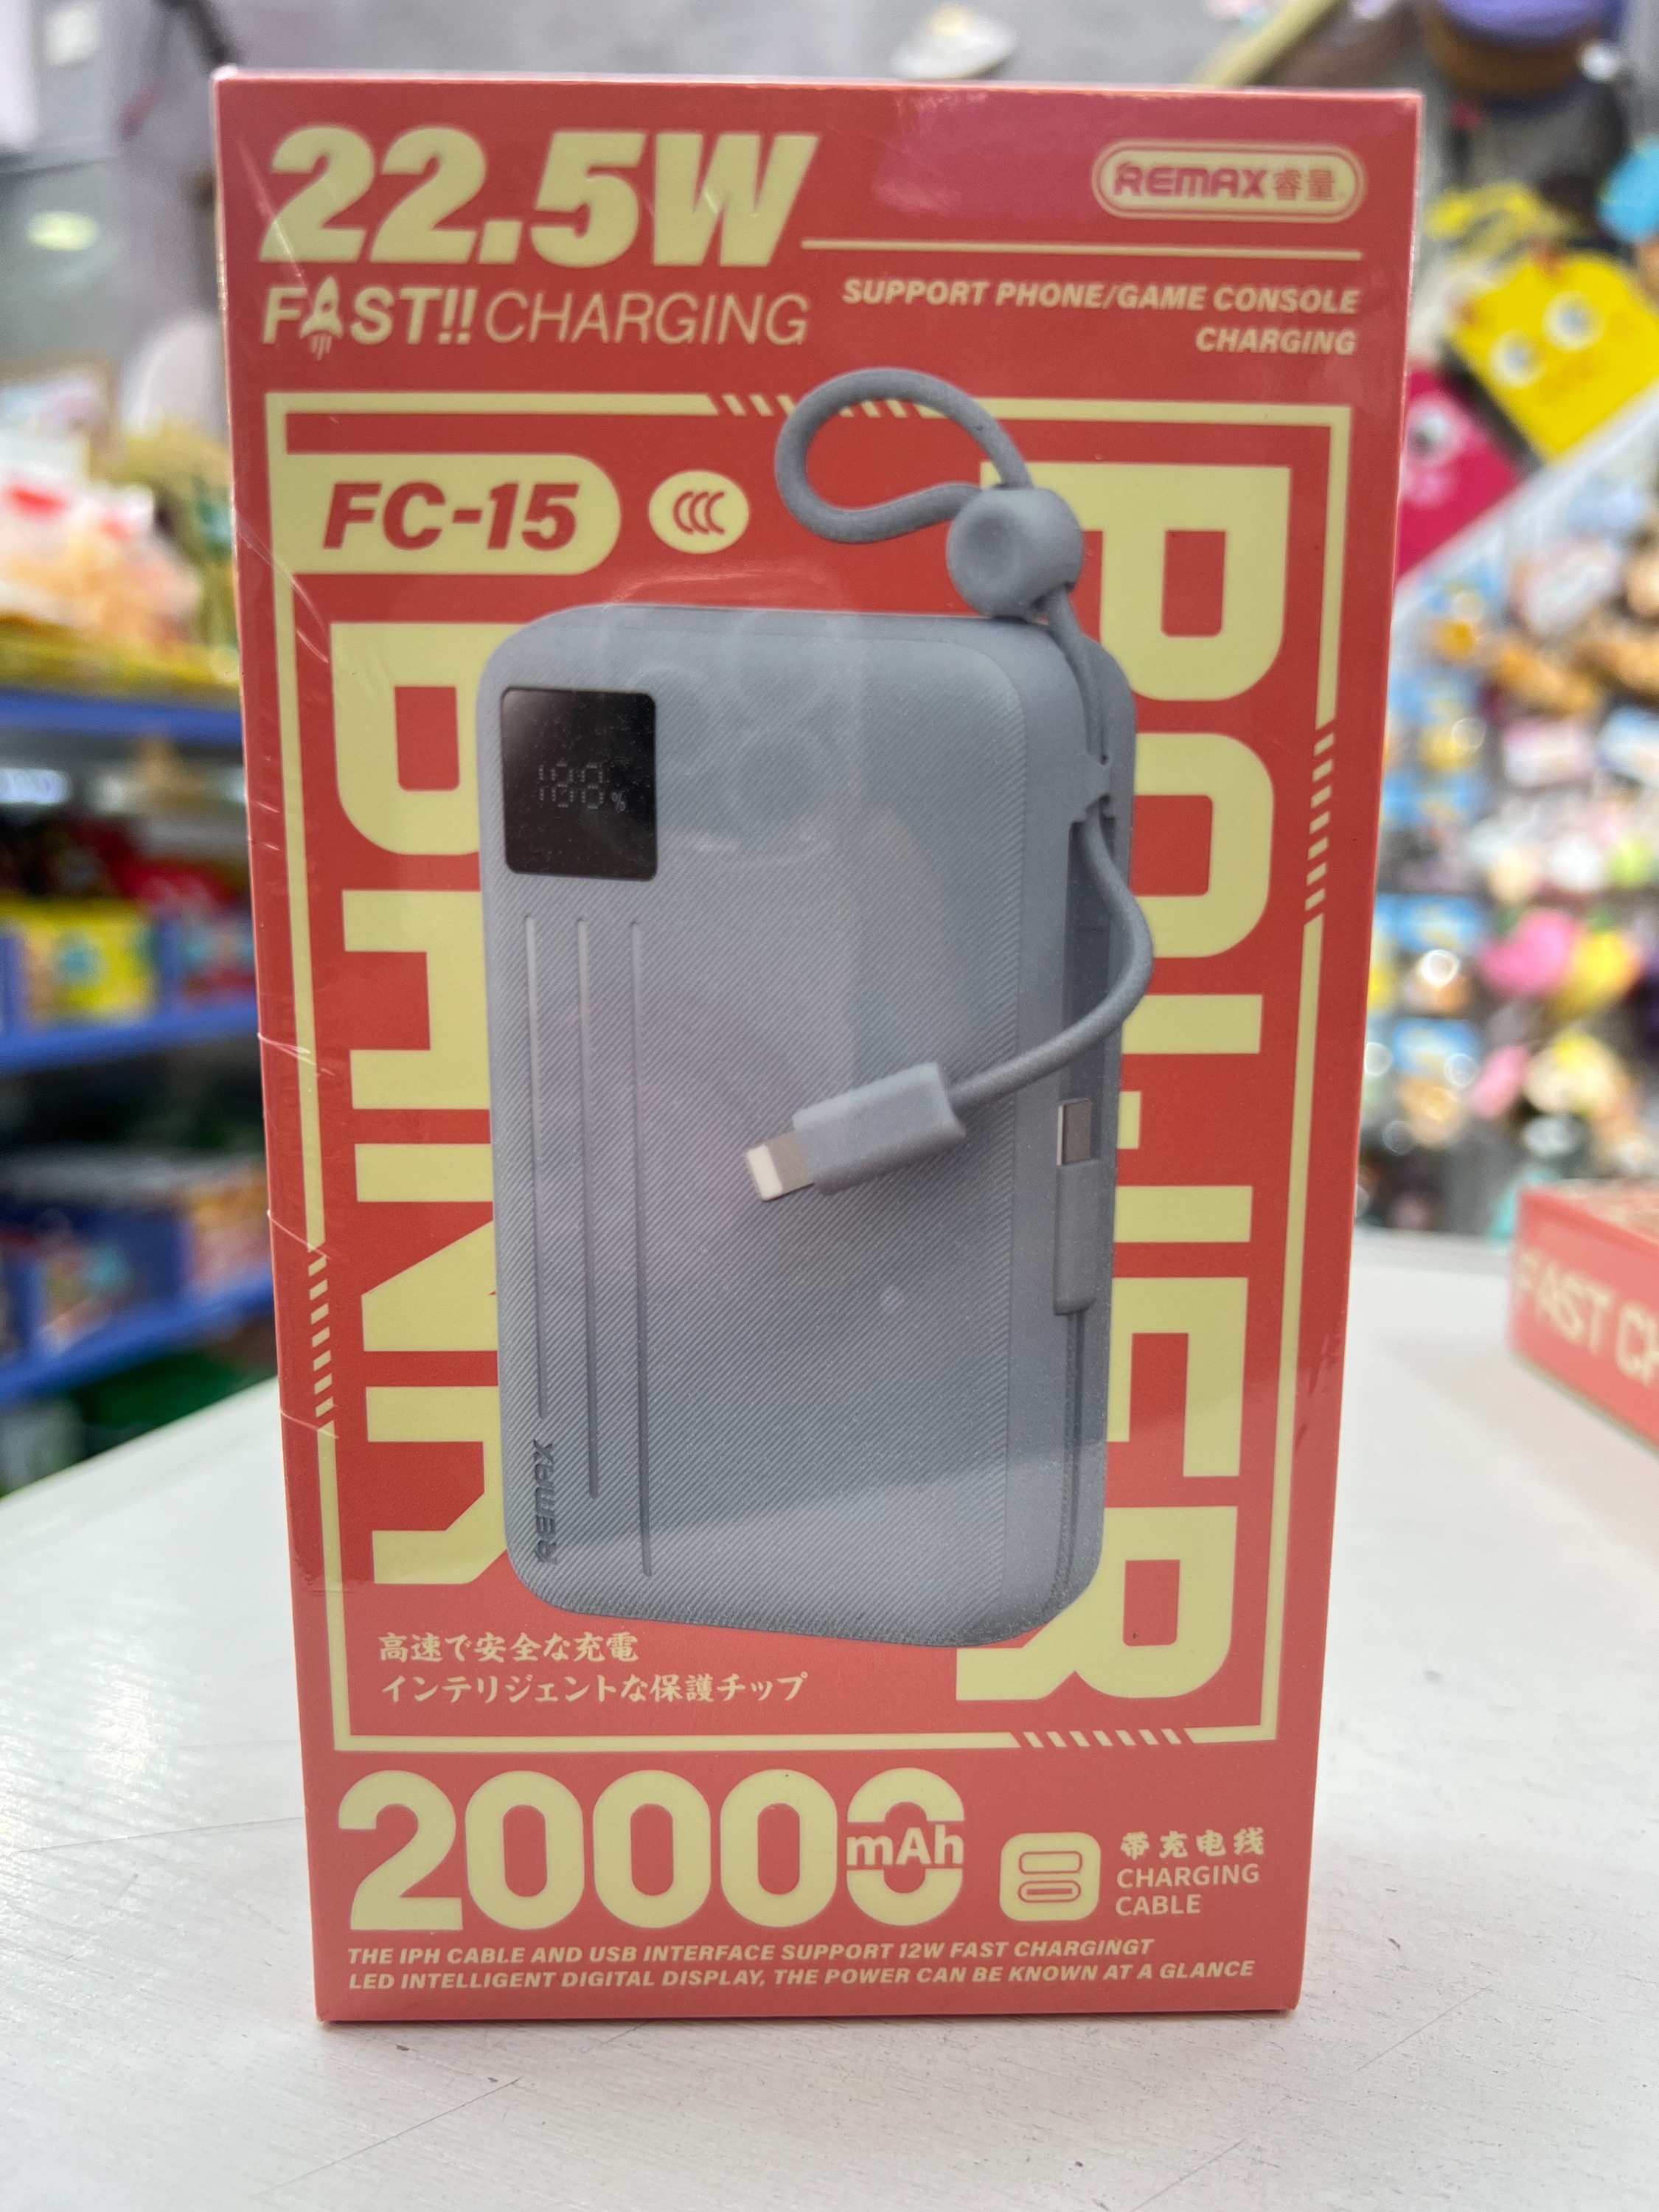 22.5W
REMAX睿量
FAST!! CHARGING
SUPPORT PHONE/GAME CONSOLE
CHARGING
FC-15
CCC
POWER
100%
REMAX
高速で安全な充電
インテリジェントな保護チップ
20000mAh
带充电线
CHARGING
CABLE
THE IPH CABLE AND USB INTERFACE SUPPORT 12W FAST CHARGINGT
LED INTELLIGENT DIGITAL DISPLAY, THE POWER CAN BE KNOWN AT A GLANCE
FAST CH